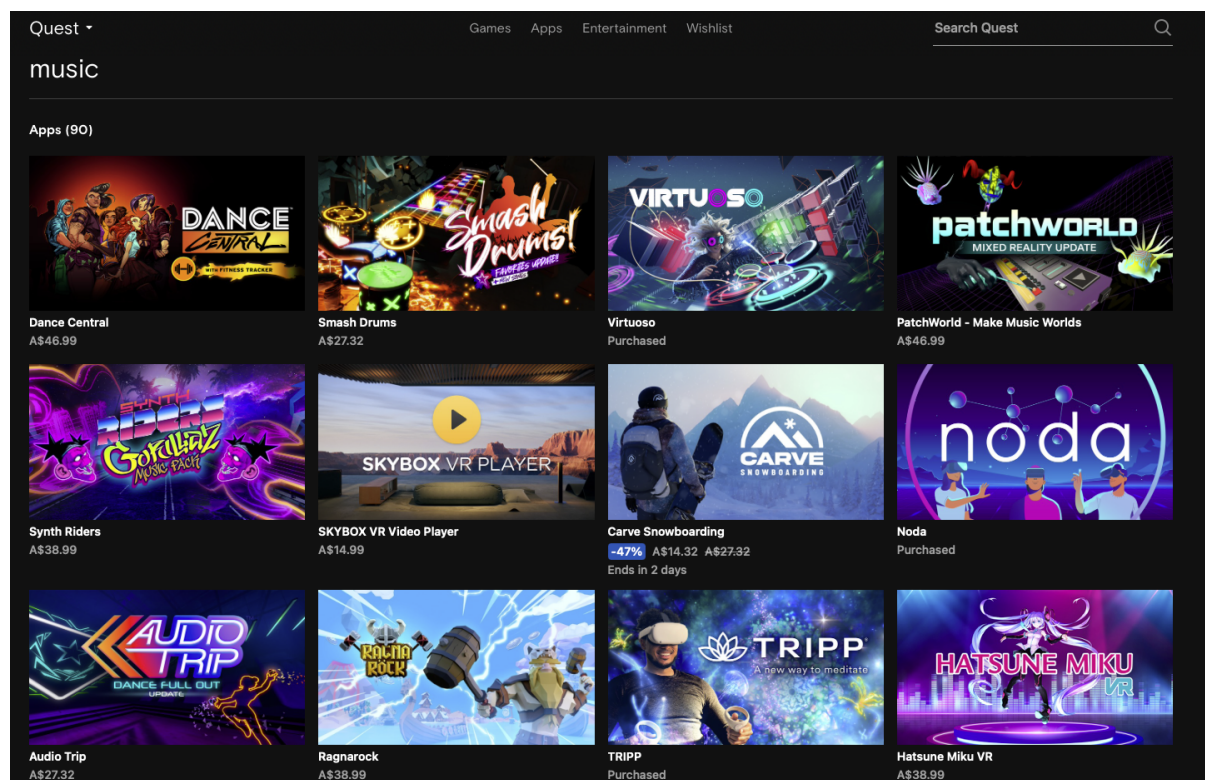 Quest
Games Apps Entertainment Wishlist
Search Quest
music
Apps (90)
DANCE
CENTRAL
WITH FITNESS TRACKER
Dance Central
A$46.99
Smash
Drums!
FAVORITES UPDATE!!
+ NEW SONGS
Smash Drums
A$27.32
VIRTUOSO
Virtuoso
Purchased
patchWORLD
MIXED REALITY UPDATE
PatchWorld - Make Music Worlds
A$46.99
SYNTH
RIDERS
Gorillaz
MUSIC PACK
Synth Riders
A$38.99
SKYBOX VR PLAYER
SKYBOX VR Video Player
A$14.99
CARVE
SNOWBOARDING
Carve Snowboarding
-47% A$14.32 A$27.32
Ends in 2 days
noda
Noda
Purchased
AUDIO
TRIP
DANCE FULL OUT
UPDATE
Audio Trip
A$27.32
RAGNA
RÖCK
Ragnarock
A$38.99
TRIPP
A new way to meditate
TRIPP
Purchased
HATSUNE MIKU
VR
Hatsune Miku VR
A$38.99